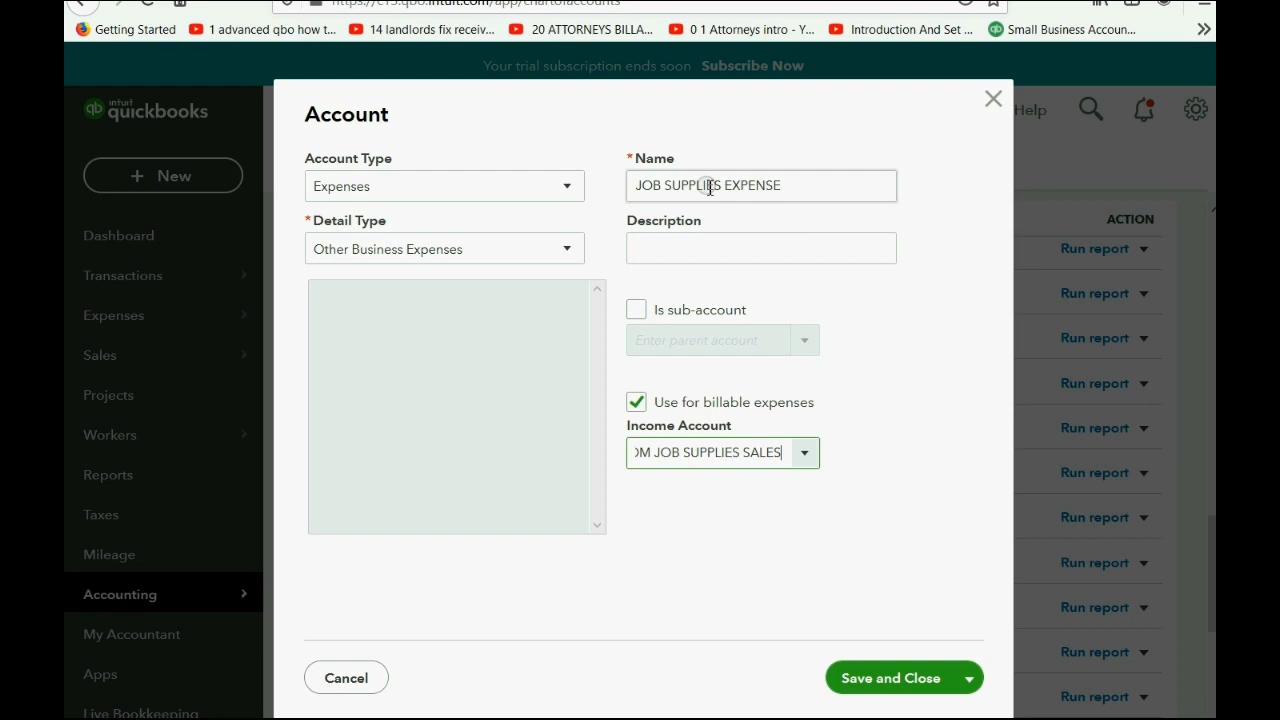 Getting Started
1 advanced qbo how t...
14 landlords fix receiv...
20 ATTORNEYS BILLA...
0 1 Attorneys intro - Y...
Introduction And Set ...
Small Business Accoun...
Your trial subscription ends soon Subscribe Now
intuit
quickbooks
Help
+ New
Dashboard
Transactions
Expenses
Sales
Projects
Workers
Reports
Taxes
Mileage
Accounting
My Accountant
Apps
Live Bookkeeping
Account
Account Type
Expenses
* Detail Type
Other Business Expenses
* Name
JOB SUPPLIES EXPENSE
Description
Is sub-account
Enter parent account
Use for billable expenses
Income Account
OM JOB SUPPLIES SALES
Cancel
Save and Close
ACTION
Run report
Run report
Run report
Run report
Run report
Run report
Run report
Run report
Run report
Run report
Run report